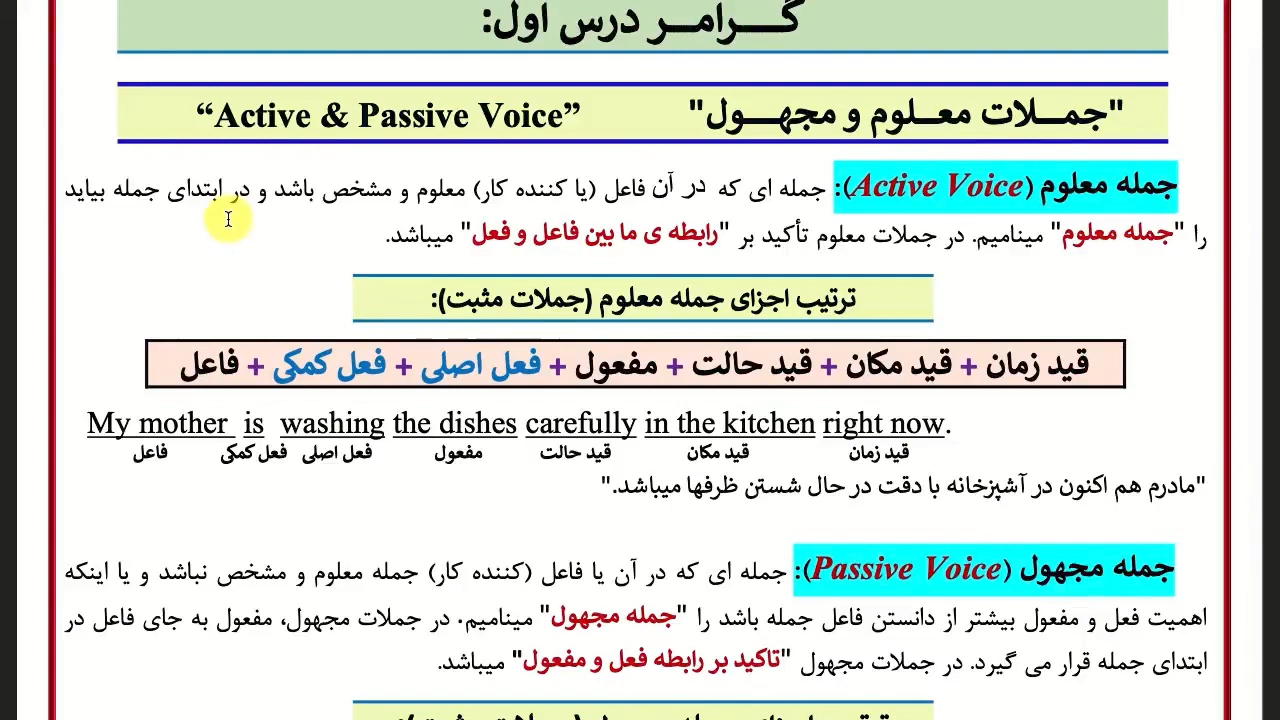 گـــرامـــر درس اول:
"جمـــلات معـــلوم و مجهـــول" “Active & Passive Voice”
جمله معلوم (Active Voice): جمله ای که در آن فاعل (یا کننده کار) معلوم و مشخص باشد و در ابتدای جمله بیاید
را "جمله معلوم" مینامیم. در جملات معلوم تأکید بر "رابطه ی ما بین فاعل و فعل" میباشد.
ترتیب اجزای جمله معلوم (جملات مثبت):
قید زمان + قید مکان + قید حالت + مفعول + فعل اصلی + فعل کمکی + فاعل
My mother is washing the dishes carefully in the kitchen right now.
فاعل فعل کمکی فعل اصلی مفعول قید حالت قید مکان قید زمان
"مادرم هم اکنون در آشپزخانه با دقت در حال شستن ظرفها میباشد."
جمله مجهول (Passive Voice): جمله ای که در آن یا فاعل (کننده کار) جمله معلوم و مشخص نباشد و یا اینکه
اهمیت فعل و مفعول بیشتر از دانستن فاعل جمله باشد را "جمله مجهول" مینامیم. در جملات مجهول، مفعول به جای فاعل در
ابتدای جمله قرار می گیرد. در جملات مجهول "تاکید بر رابطه فعل و مفعول" میباشد.